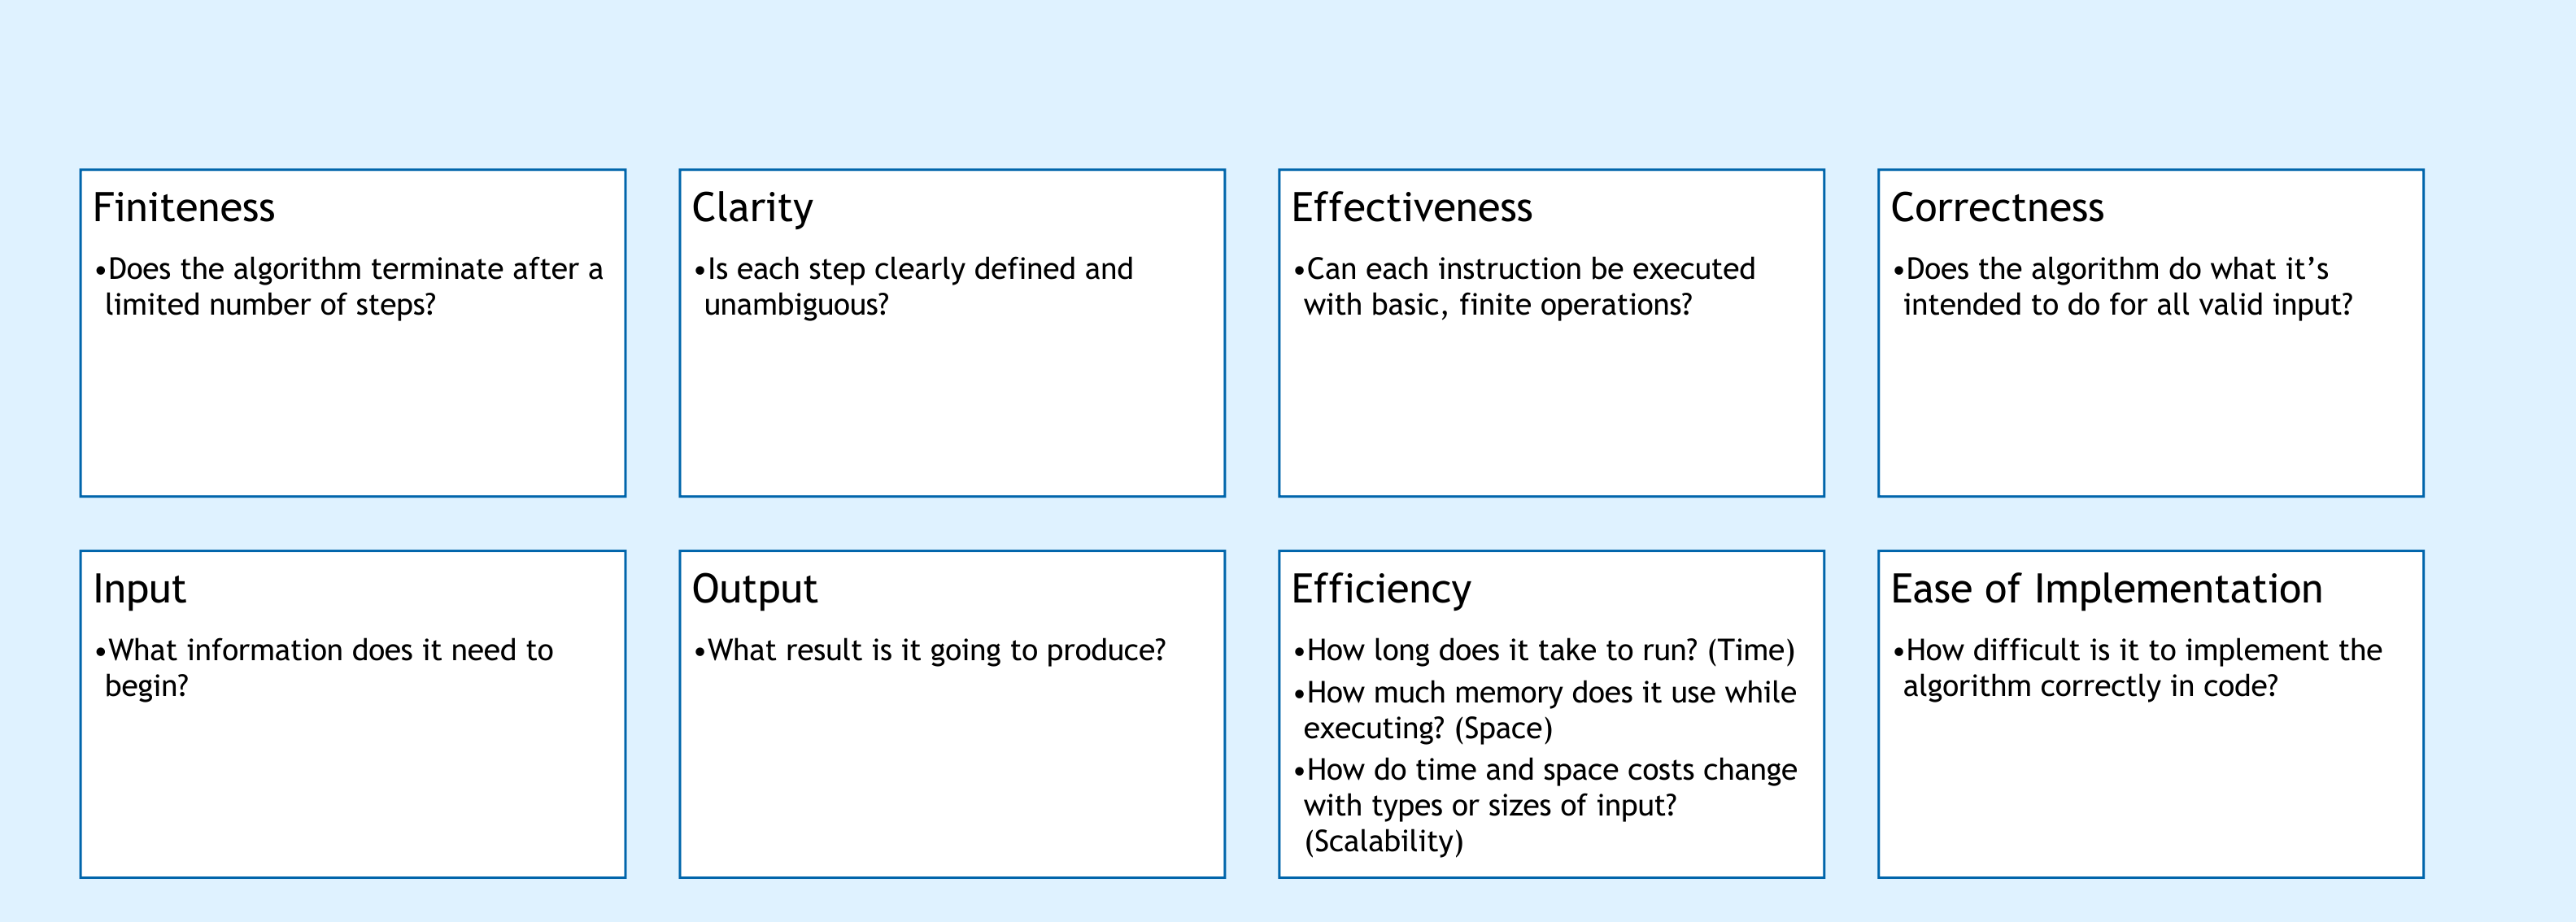 Finiteness
•Does the algorithm terminate after a
limited number of steps?
Clarity
•Is each step clearly defined and
unambiguous?
Effectiveness
•Can each instruction be executed
with basic, finite operations?
Correctness
•Does the algorithm do what it’s
intended to do for all valid input?
Input
•What information does it need to
begin?
Output
•What result is it going to produce?
Efficiency
•How long does it take to run? (Time)
•How much memory does it use while
executing? (Space)
•How do time and space costs change
with types or sizes of input?
(Scalability)
Ease of Implementation
•How difficult is it to implement the
algorithm correctly in code?